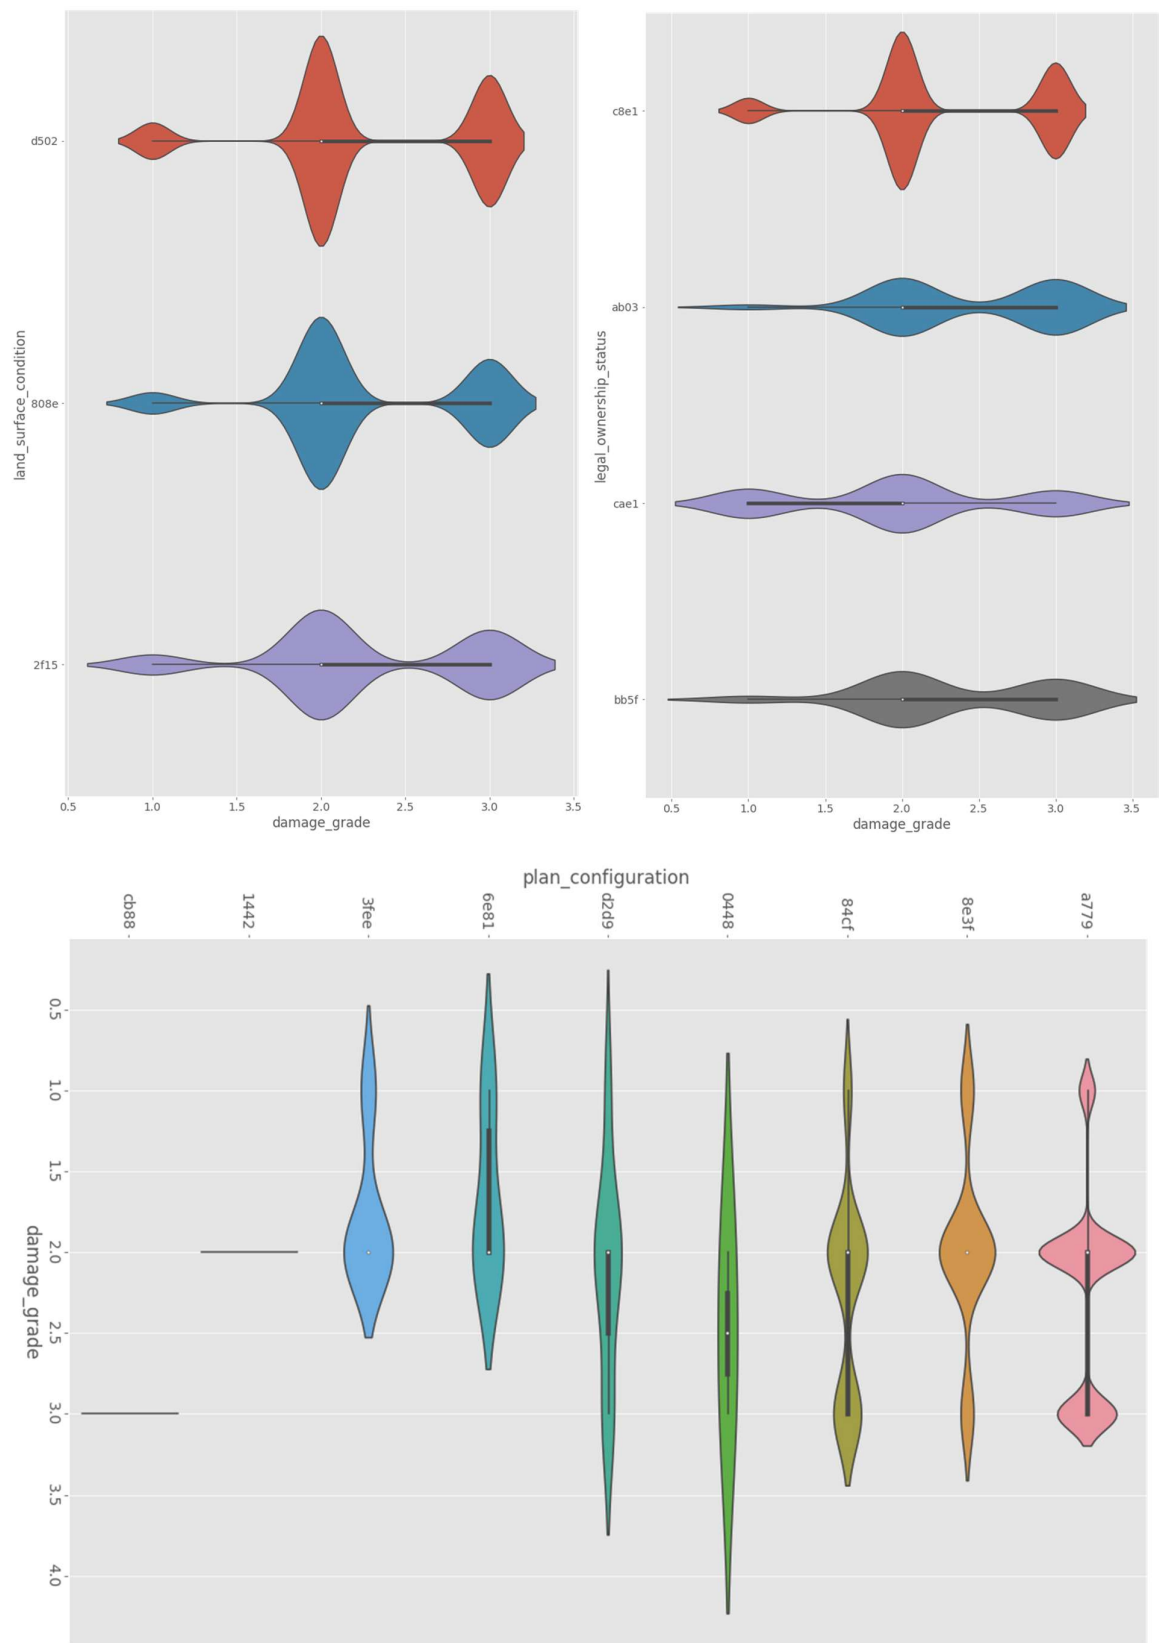 land_surface_condition
d502
808e
2f15
0.5 1.0 1.5 2.0 2.5 3.0 3.5
damage_grade
legal_ownership_status
c8e1
ab03
cae1
bb5f
0.5 1.0 1.5 2.0 2.5 3.0 3.5
damage_grade
plan_configuration
cb88 1442 3fee 6e81 d2d9 0448 84cf 8e3f a779
0.5
1.0
1.5
2.0
2.5
3.0
3.5
4.0
damage_grade